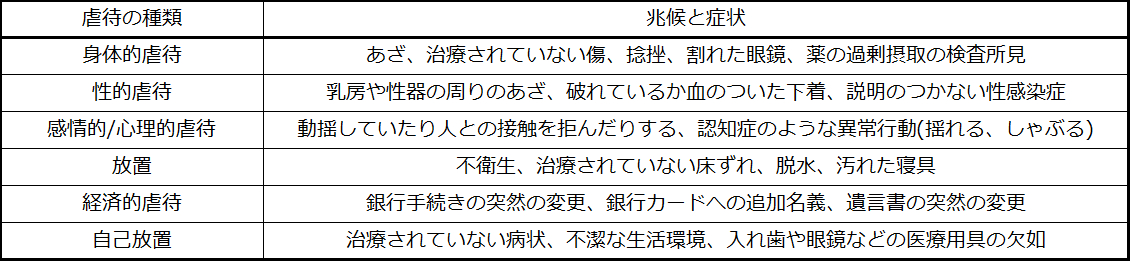 虐待の種類 兆候と症状
身体的虐待 あざ、治療されていない傷、捻挫、割れた眼鏡、薬の過剰摂取の検査所見
性的虐待 乳房や性器の周りのあざ、破れているか血のついた下着、説明のつかない性感染症
感情的/心理的虐待 動揺していたり人との接触を拒んだりする、認知症のような異常行動(揺れる、しゃぶる)
放置 不衛生、治療されていない床ずれ、脱水、汚れた寝具
経済的虐待 銀行手続きの突然の変更、銀行カードへの追加名義、遺言書の突然の変更
自己放置 治療されていない病状、不潔な生活環境、入れ歯や眼鏡などの医療用具の欠如